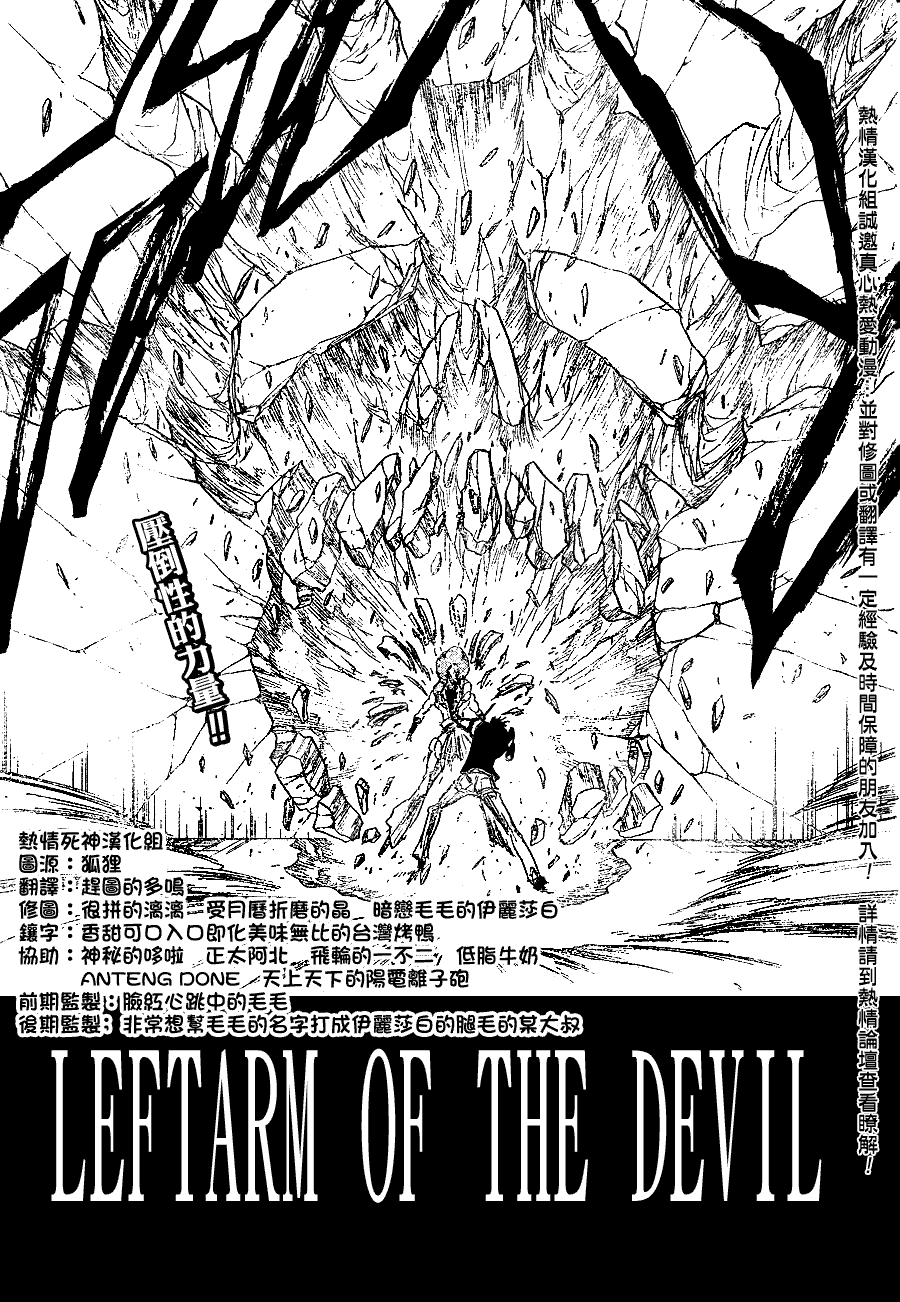 熱情漢化組誠邀真心熱愛動漫…並對修圖或翻譯有一定經驗及時間保障的朋友加入！ 詳情請到熱情論壇查看瞭解！
壓倒性的力量!!
熱情死神漢化組
圖源：狐狸
翻譯：趕圖的多鳴
修圖：很拼的漓漓 受月曆折磨的晶 暗戀毛毛的伊麗莎白
鑲字：香甜可口入口即化美味無比的台灣烤鴨
協助：神秘的哆啦 正太阿北 飛輪的一不二 低脂牛奶
ANTENG DONE 天上天下的陽電離子砲
前期監製：臉紅心跳中的毛毛
後期監製：非常想幫毛毛的名字打成伊麗莎白的腿毛的某大叔
LEFTARM OF THE DEVIL